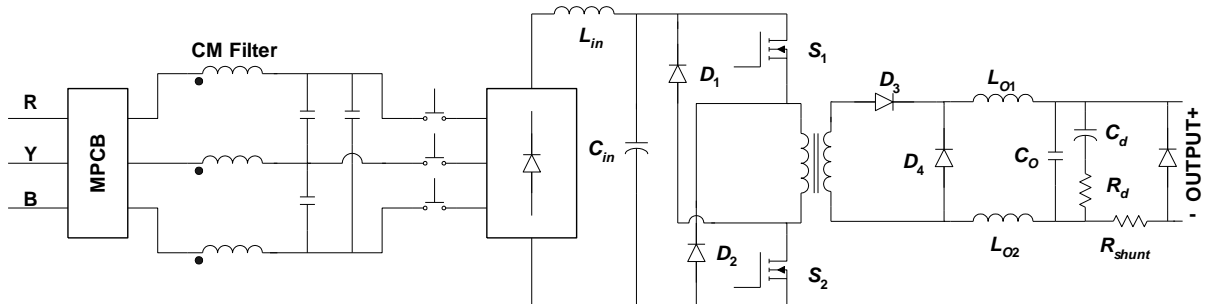 CM Filter
R
Y
B
MPCB
L_in
C_in
D_1
D_2
S_1
S_2
D_3
D_4
L_O1
L_O2
C_O
C_d
R_d
R_shunt
- OUTPUT+